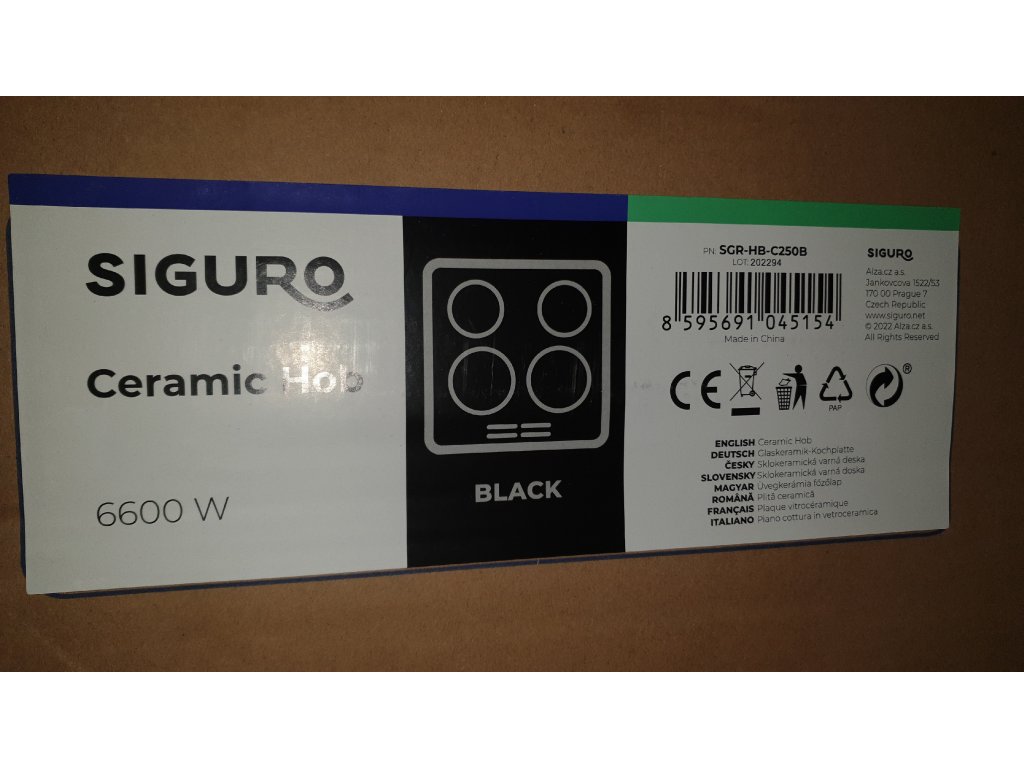 SIGURO
Ceramic Hob
6600 W
BLACK
PN: SGR-HB-C250B
LOT: 202294
8 595691 045154
Made in China
SIGURO
Alza.cz a.s.
Jankovcova 1522/53
170 00 Prague 7
Czech Republic
www.siguro.net
© 2022 Alza.cz a.s.
All Rights Reserved
CE
PAP
®
ENGLISH Ceramic Hob
DEUTSCH Glaskeramik-Kochplatte
ČESKY Sklokeramická varná deska
SLOVENSKY Sklokeramická varná doska
MAGYAR Üvegkerámia főzőlap
ROMÂNĂ Plită ceramică
FRANÇAIS Plaque vitrocéramique
ITALIANO Piano cottura in vetroceramica